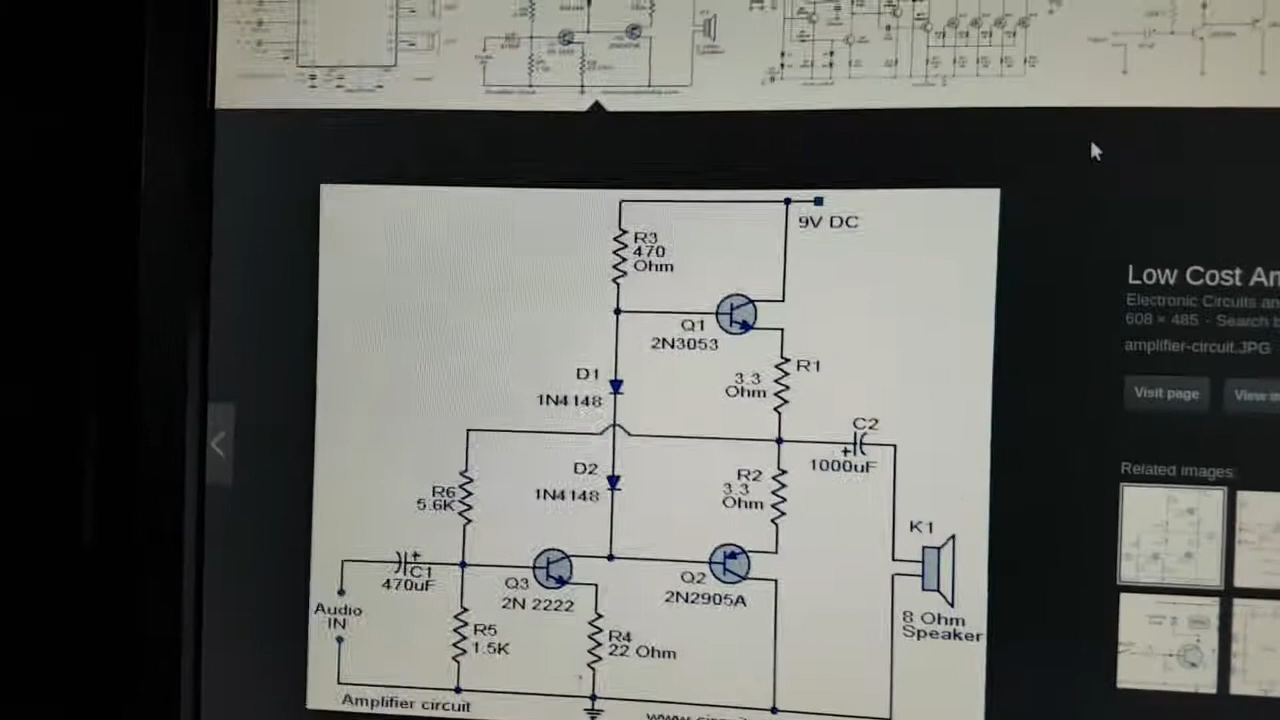 9V DC
R3
470
Ohm
Q1
2N3053
R1
3.3
Ohm
D1
1N4148
C2
1000uF
D2
1N4148
R2
3.3
Ohm
R6
5.6K
K1
C1
470uF
Q3
2N 2222
Q2
2N2905A
Audio
IN
8 Ohm
Speaker
R5
1.5K
R4
22 Ohm
Amplifier circuit
Low Cost Am
Electronic Circuits an
608 × 485 - Search b
amplifier-circuit.JPG
Visit page
View im
Related images: